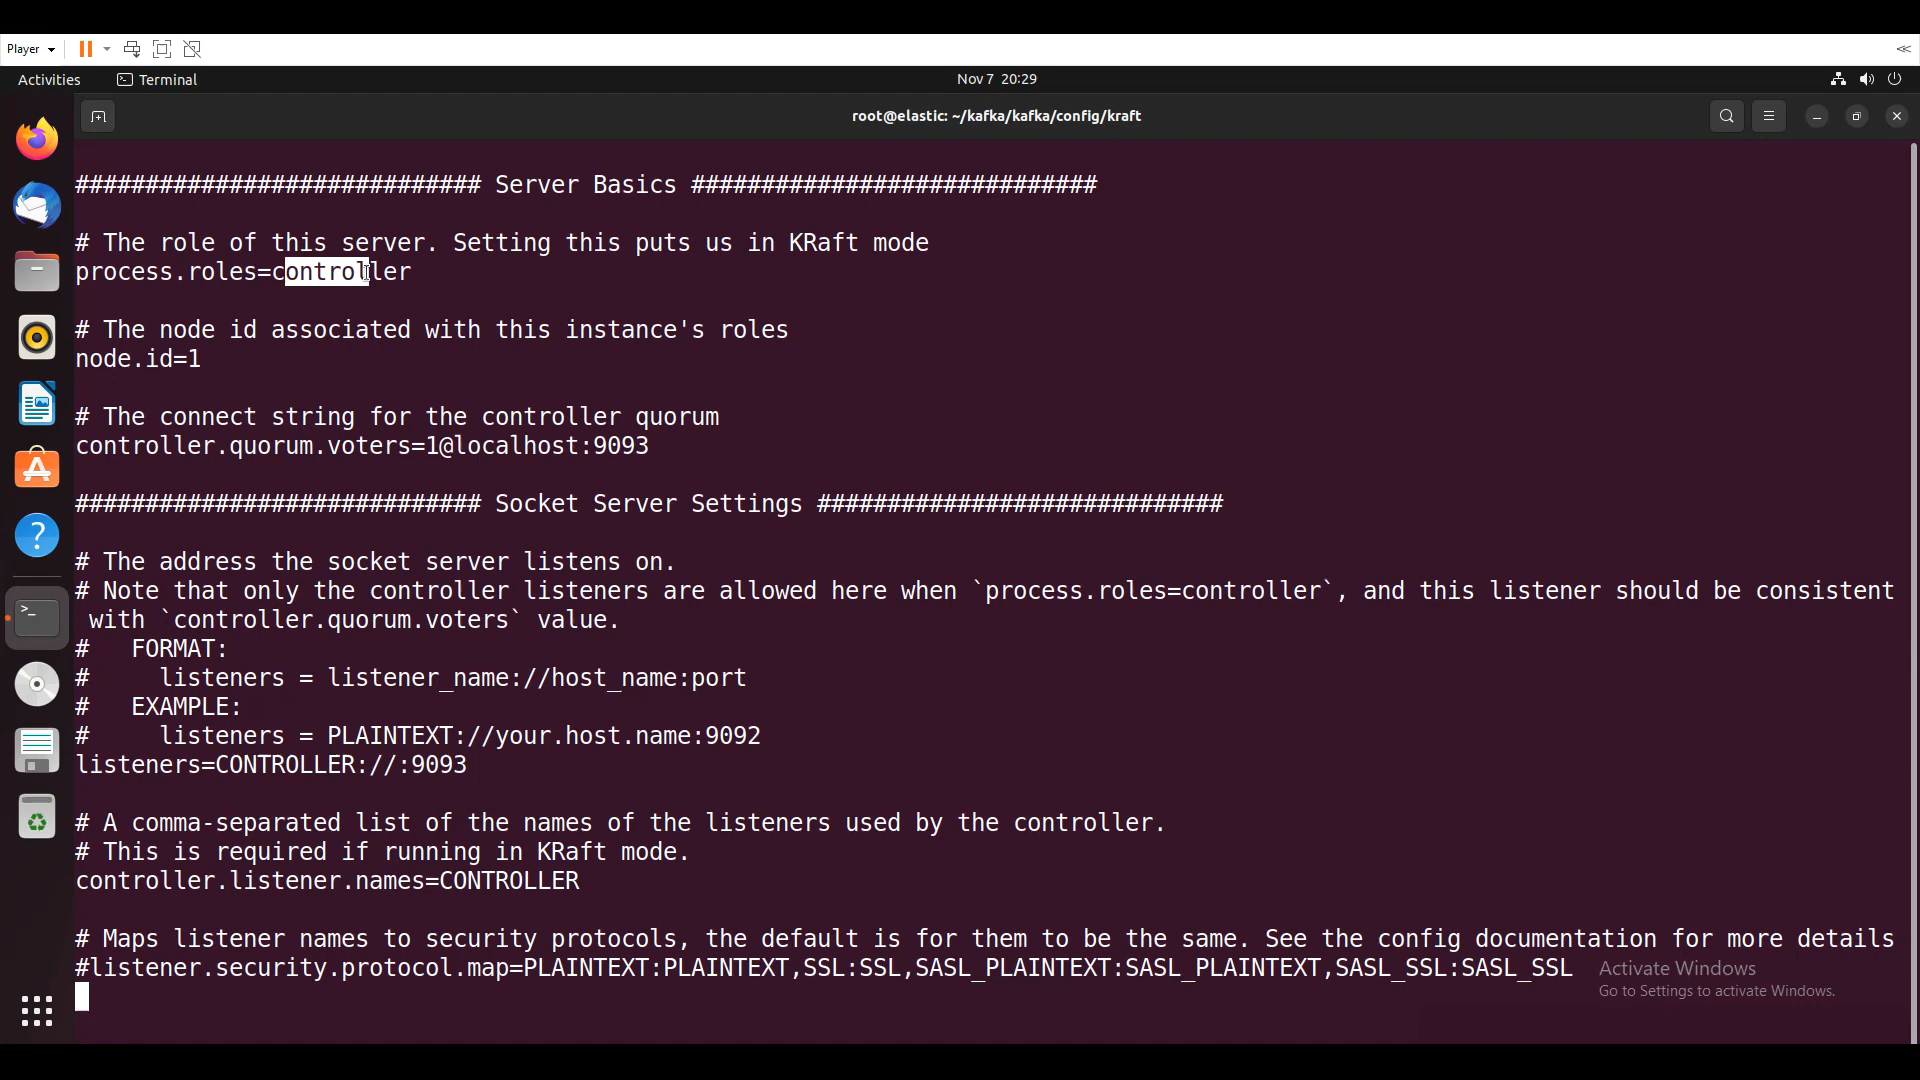 Player
Activities
Terminal
Nov 7 20:29
root@elastic: ~/kafka/kafka/config/kraft
############################# Server Basics #############################
# The role of this server. Setting this puts us in KRaft mode
process.roles=controller
# The node id associated with this instance's roles
node.id=1
# The connect string for the controller quorum
controller.quorum.voters=1@localhost:9093
############################# Socket Server Settings #############################
# The address the socket server listens on.
# Note that only the controller listeners are allowed here when `process.roles=controller`, and this listener should be consistent
with `controller.quorum.voters` value.
#   FORMAT:
#     listeners = listener_name://host_name:port
#   EXAMPLE:
#     listeners = PLAINTEXT://your.host.name:9092
listeners=CONTROLLER://:9093
# A comma-separated list of the names of the listeners used by the controller.
# This is required if running in KRaft mode.
controller.listener.names=CONTROLLER
# Maps listener names to security protocols, the default is for them to be the same. See the config documentation for more details
#listener.security.protocol.map=PLAINTEXT:PLAINTEXT,SSL:SSL,SASL_PLAINTEXT:SASL_PLAINTEXT,SASL_SSL:SASL_SSL
Activate Windows
Go to Settings to activate Windows.